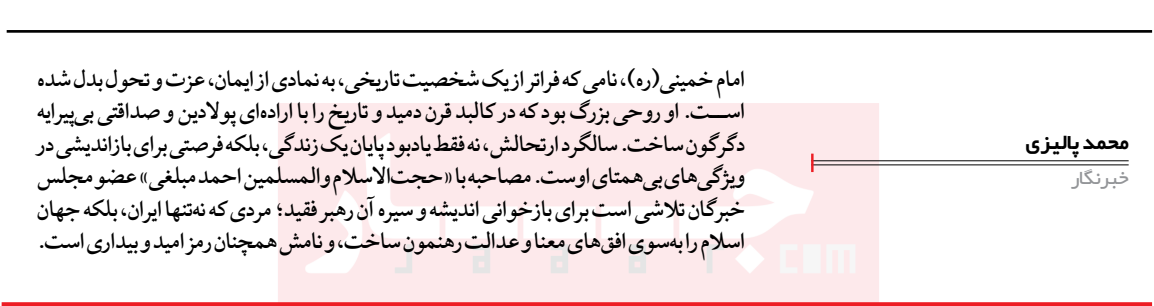 محمد پالیزی
خبرنگار
امام خمینی(ره)، نامی که فراتر از یک شخصیت تاریخی، به نمادی از ایمان، عزت و تحول بدل شده
اســـت. او روحی بزرگ بود که در کالبد قرن دمید و تاریخ را با اراده‌ای پولادین و صداقتی بی‌پیرایه
دگرگون ساخت. سالگرد ارتحالش، نه فقط یادبود پایان یک زندگی، بلکه فرصتی برای بازاندیشی در
ویژگی های بی همتای اوست. مصاحبه با «حجت‌الاسلام والمسلمین احمد مبلغی» عضو مجلس
خبرگان تلاشی است برای بازخوانی اندیشه و سیره آن رهبر فقید؛ مردی که نه‌تنها ایران، بلکه جهان
اسلام را به‌سوی افق های معنا و عدالت رهنمون ساخت، و نامش همچنان رمز امید و بیداری است.
com